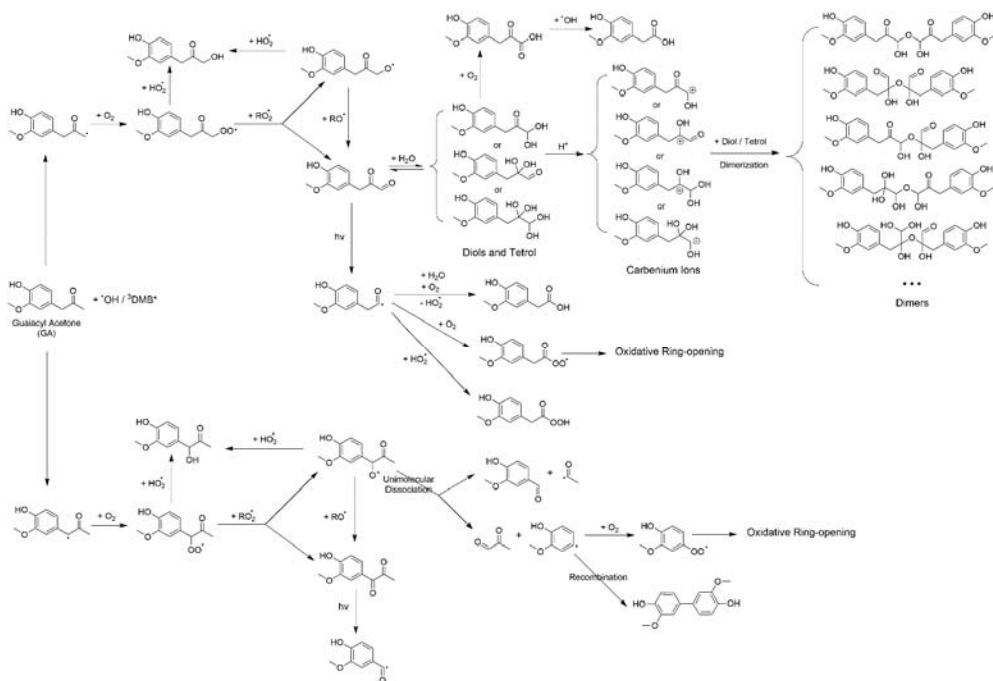 + •OH
+ HO₂•
+ O₂
+ HO₂•
+ O₂
+ RO₂•
+ RO•
+ H₂O
or
or
Diols and Tetrol
H⁺
or
or
or
Carbenium Ions
+ Diol / Tetrol
Dimerization
•••
Dimers
hv
+ •OH / ³DMB*
Guaiacyl Acetone
(GA)
+ H₂O
+ O₂
- HO₂•
+ O₂
Oxidative Ring-opening
+ HO₂•
+ HO₂•
+ HO₂•
Unimolecular
Dissociation
+
+ O₂
+ RO₂•
+ RO•
+
+ O₂
Oxidative Ring-opening
Recombination
hv